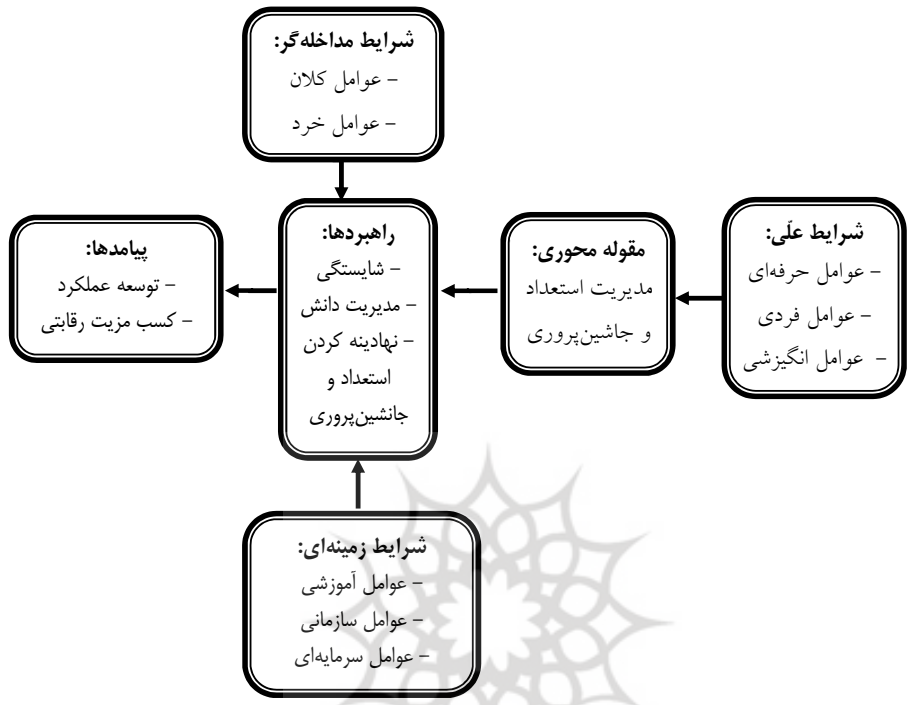 شرایط مداخله‌گر:
- عوامل کلان
- عوامل خرد
شرایط علّی:
- عوامل حرفه‌ای
- عوامل فردی
- عوامل انگیزشی
مقوله محوری:
مدیریت استعداد
و جاشین‌پروری
راهبردها:
- شایستگی
- مدیریت دانش
- نهادینه کردن
استعداد و
جانشین‌پروری
پیامدها:
- توسعه عملکرد
- کسب مزیت رقابتی
شرایط زمینه‌ای:
- عوامل آموزشی
- عوامل سازمانی
- عوامل سرمایه‌ای